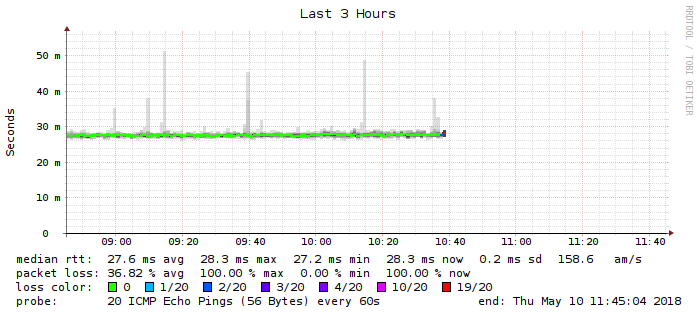 Last 3 Hours
RRDTOOL / TOBI OETIKER
Seconds
50 m
40 m
30 m
20 m
10 m
0
09:00 09:20 09:40 10:00 10:20 10:40 11:00 11:20 11:40
median rtt: 27.6 ms avg 28.3 ms max 27.2 ms min 28.3 ms now 0.2 ms sd 158.6 am/s
packet loss: 36.82 % avg 100.00 % max 0.00 % min 100.00 % now
loss color: 0 1/20 2/20 3/20 4/20 10/20 19/20
probe: 20 ICMP Echo Pings (56 Bytes) every 60s end: Thu May 10 11:45:04 2018